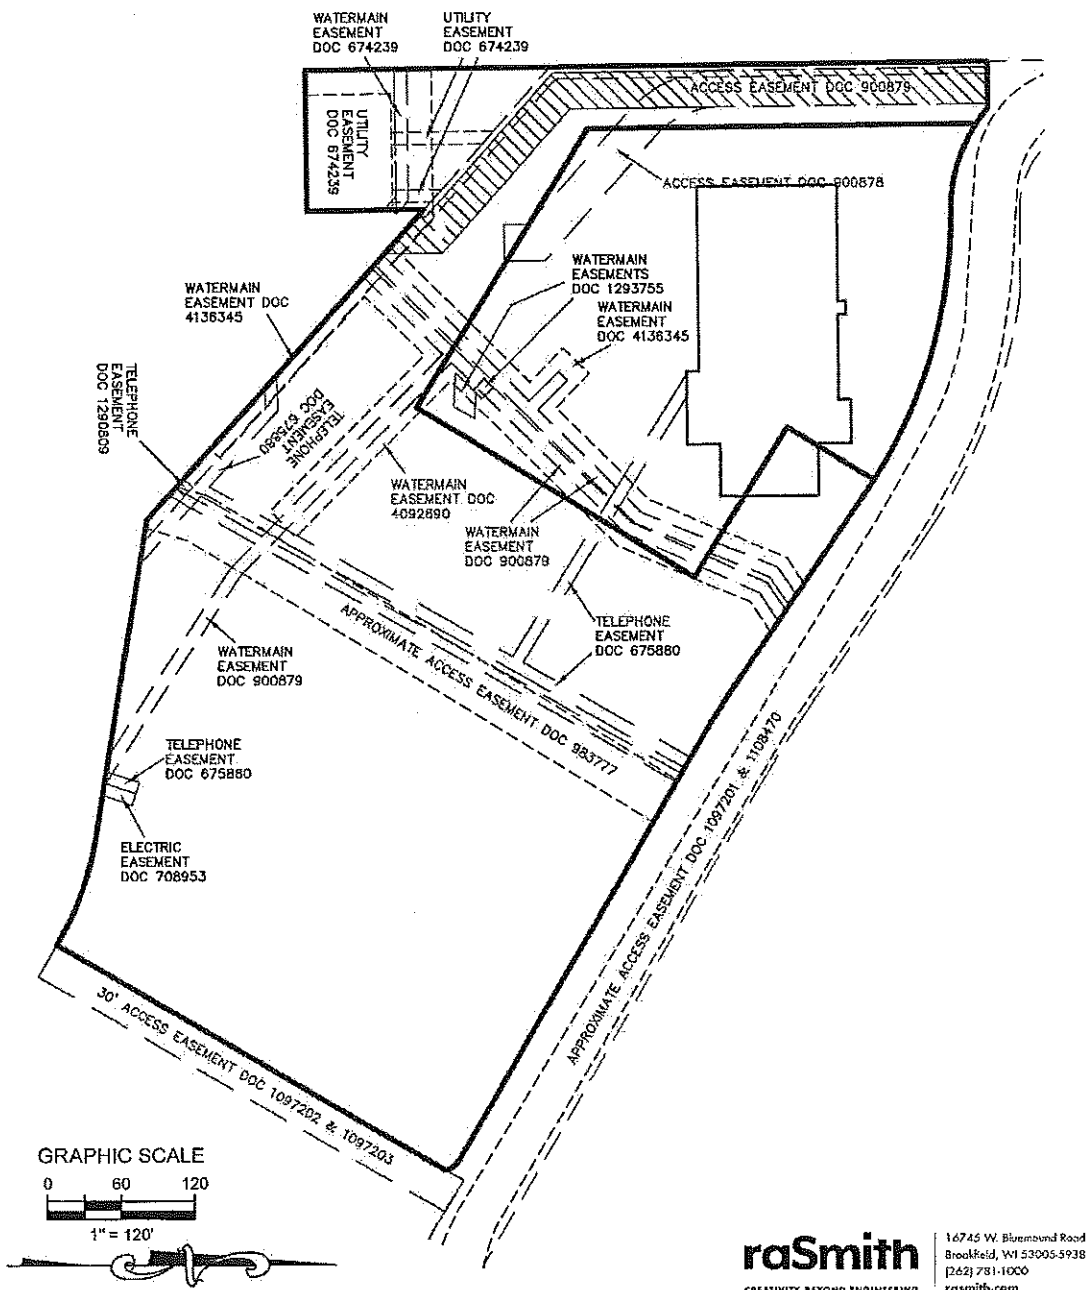 WATERMAIN
EASEMENT
DOC 674239
UTILITY
EASEMENT
DOC 674239
UTILITY
EASEMENT
DOC 674239
ACCESS EASEMENT DOC 900879
ACCESS EASEMENT DOC 900878
WATERMAIN
EASEMENTS
DOC 1293755
WATERMAIN
EASEMENT
DOC 4136345
WATERMAIN
EASEMENT DOC
4136345
TELEPHONE
EASEMENT
DOC 1290809
TELEPHONE
EASEMENT
DOC 675880
WATERMAIN
EASEMENT DOC
4092890
WATERMAIN
EASEMENT
DOC 900879
TELEPHONE
EASEMENT
DOC 675880
APPROXIMATE ACCESS EASEMENT DOC 983777
WATERMAIN
EASEMENT
DOC 900879
TELEPHONE
EASEMENT
DOC 675880
ELECTRIC
EASEMENT
DOC 708953
APPROXIMATE ACCESS EASEMENT DOC 1097201 & 1108470
30' ACCESS EASEMENT DOC 1097202 & 1097203
GRAPHIC SCALE
0 60 120
1" = 120'
raSmith
CREATIVITY BEYOND ENGINEERING
16745 W. Bluemound Road
Brookfield, WI 53005-5938
(262) 781-1000
rasmith.com